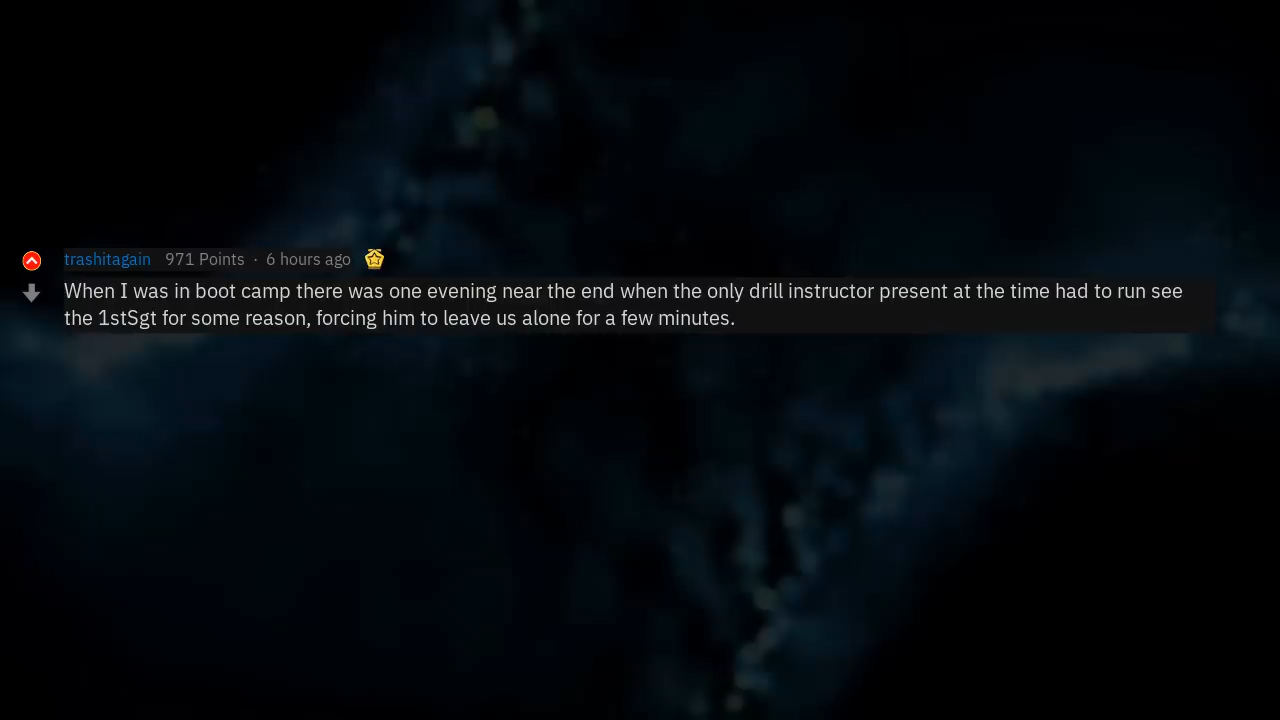 trashitagain 971 Points · 6 hours ago
When I was in boot camp there was one evening near the end when the only drill instructor present at the time had to run see
the 1stSgt for some reason, forcing him to leave us alone for a few minutes.